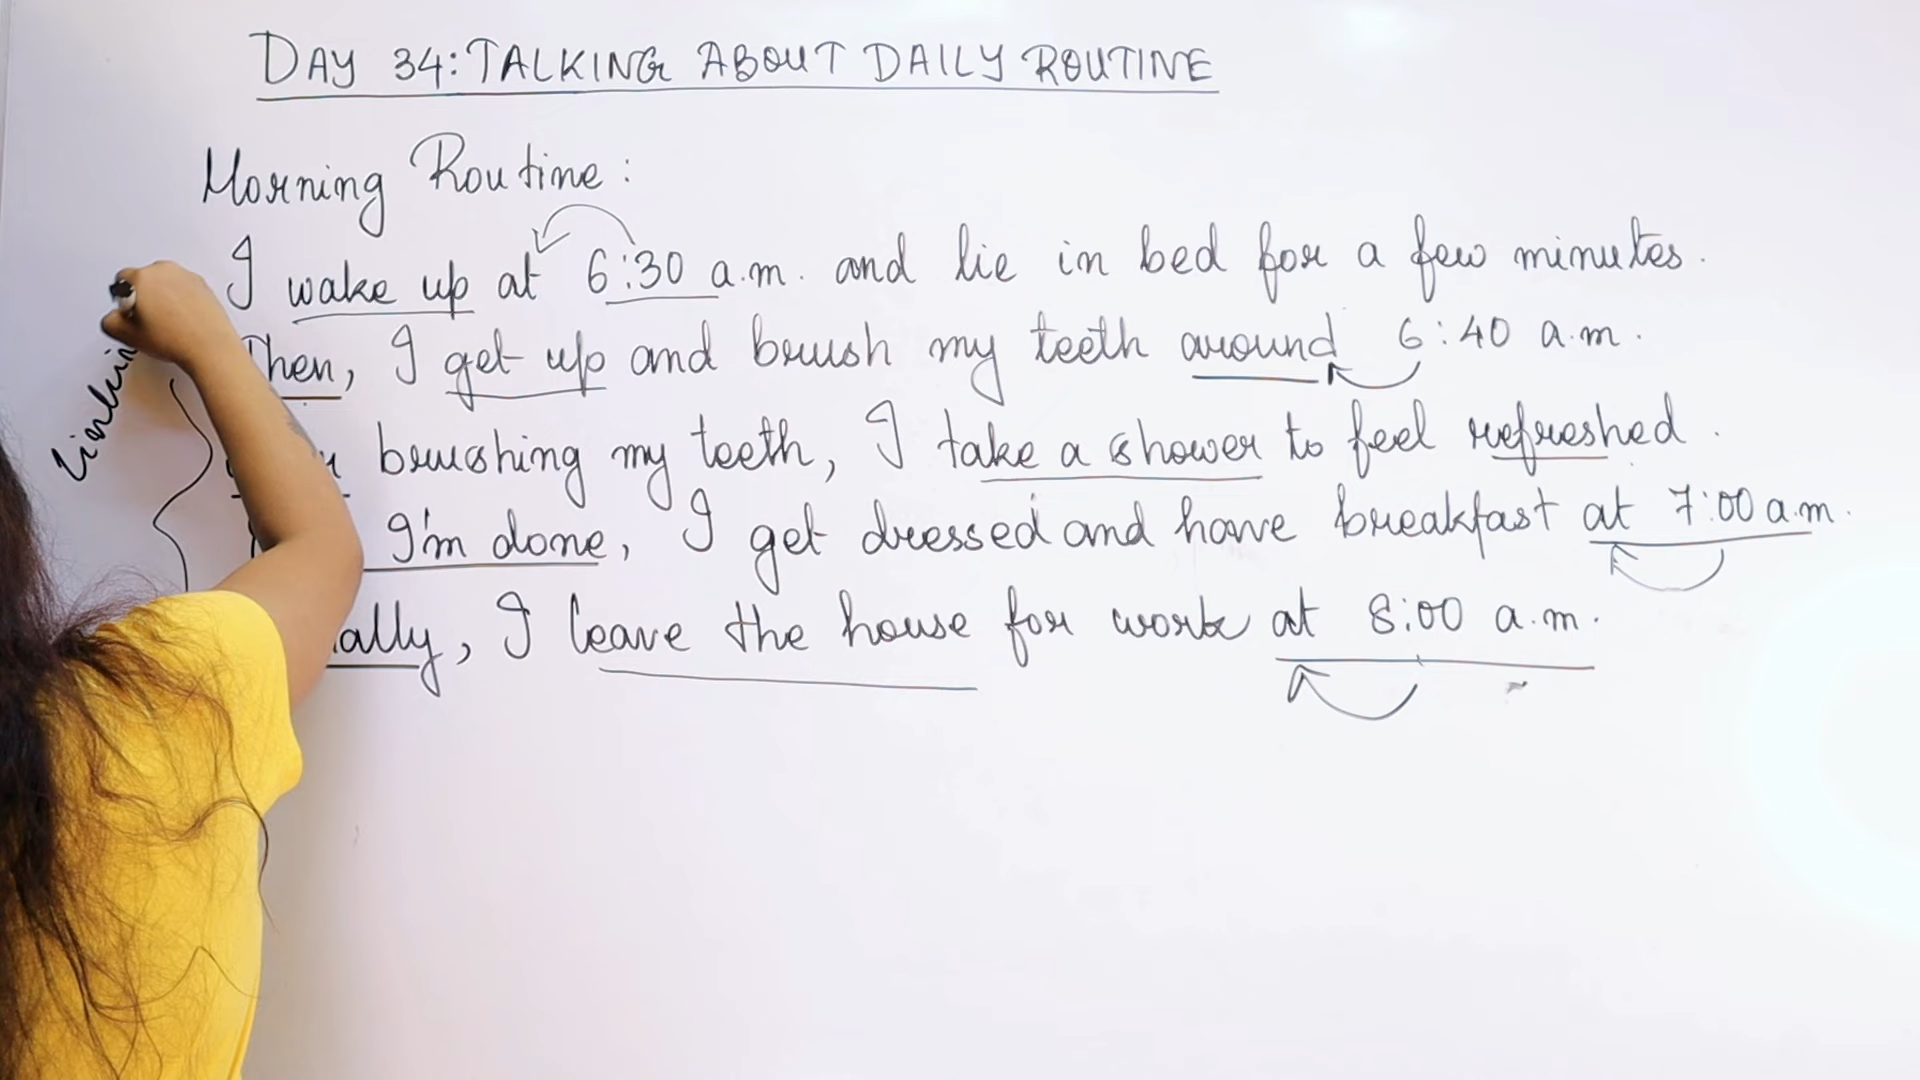 DAY 34: TALKING ABOUT DAILY ROUTINE
Morning Routine:
I wake up at 6:30 a.m. and lie in bed for a few minutes.
Then, I get up and brush my teeth around 6:40 a.m.
brushing my teeth, I take a shower to feel refreshed.
I'm done, I get dressed and have breakfast at 7:00 a.m.
ally, I leave the house for work at 8:00 a.m.
Linkin